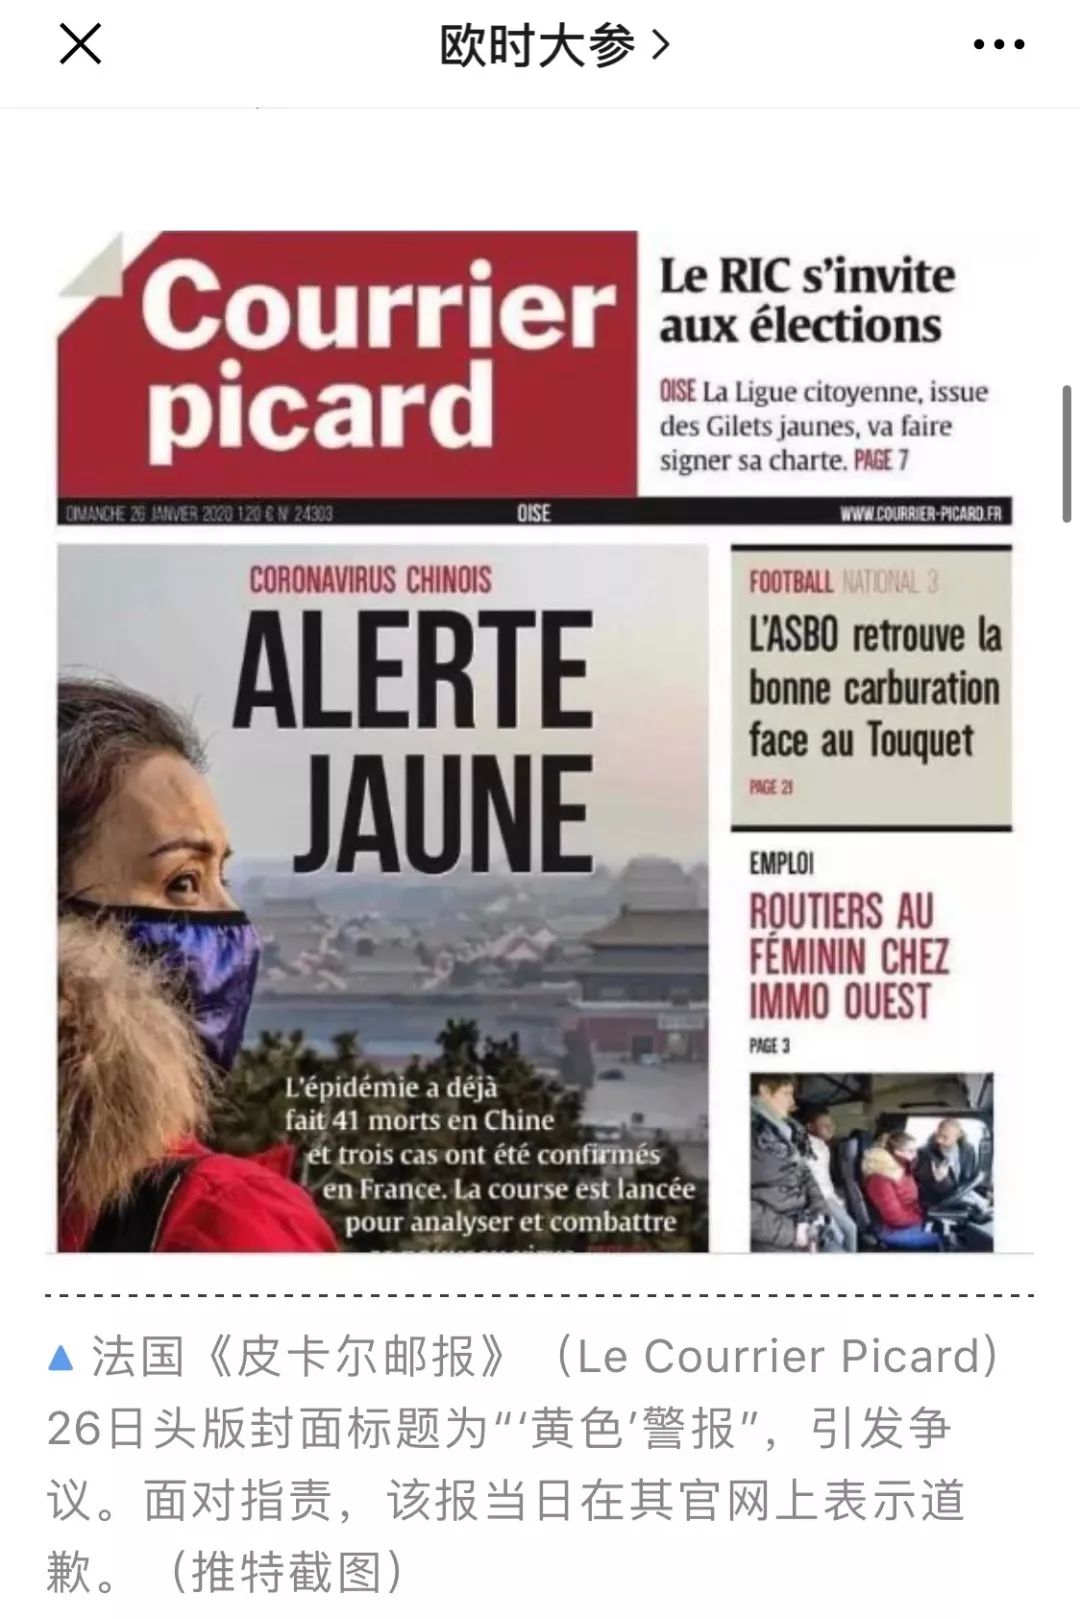 欧时大参
Courrier
picard
Le RIC s’invite
aux élections
OISE La Ligue citoyenne, issue
des Gilets jaunes, va faire
signer sa charte. PAGE 7
DIMANCHE 26 JANVIER 2020 1.20 € N° 24303
OISE
WWW.COURRIER-PICARD.FR
CORONAVIRUS CHINOIS
ALERTE
JAUNE
L’épidémie a déjà
fait 41 morts en Chine
et trois cas ont été confirmés
en France. La course est lancée
pour analyser et combattre
FOOTBALL NATIONAL 3
L’ASBO retrouve la
bonne carburation
face au Touquet
PAGE 21
EMPLOI
ROUTIERS AU
FÉMININ CHEZ
IMMO OUEST
PAGE 3
法国《皮卡尔邮报》（Le Courrier Picard）
26日头版封面标题为“‘黄色’警报”，引发争
议。面对指责，该报当日在其官网上表示道
歉。（推特截图）